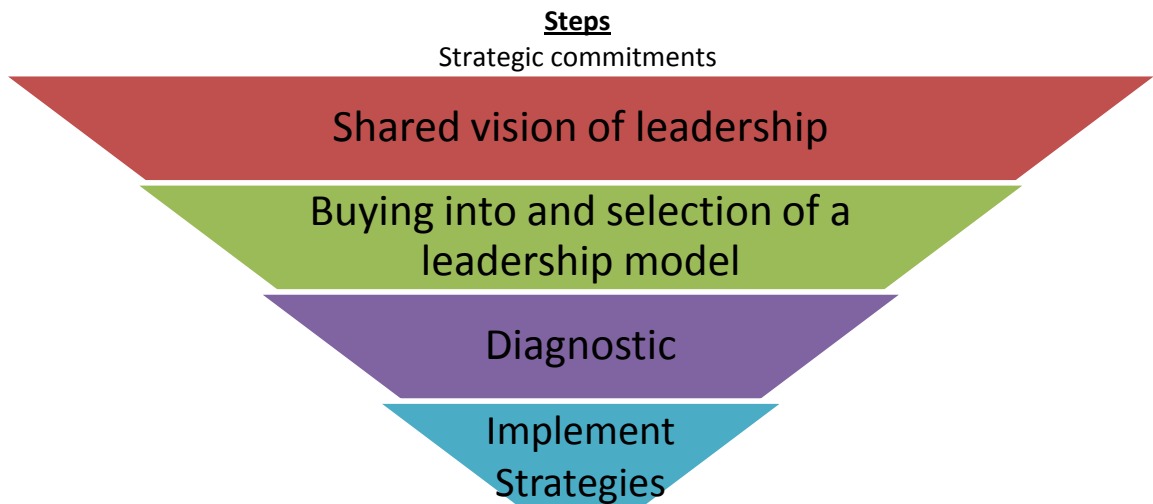 Steps
Strategic commitments
Shared vision of leadership
Buying into and selection of a
leadership model
Diagnostic
Implement
Strategies